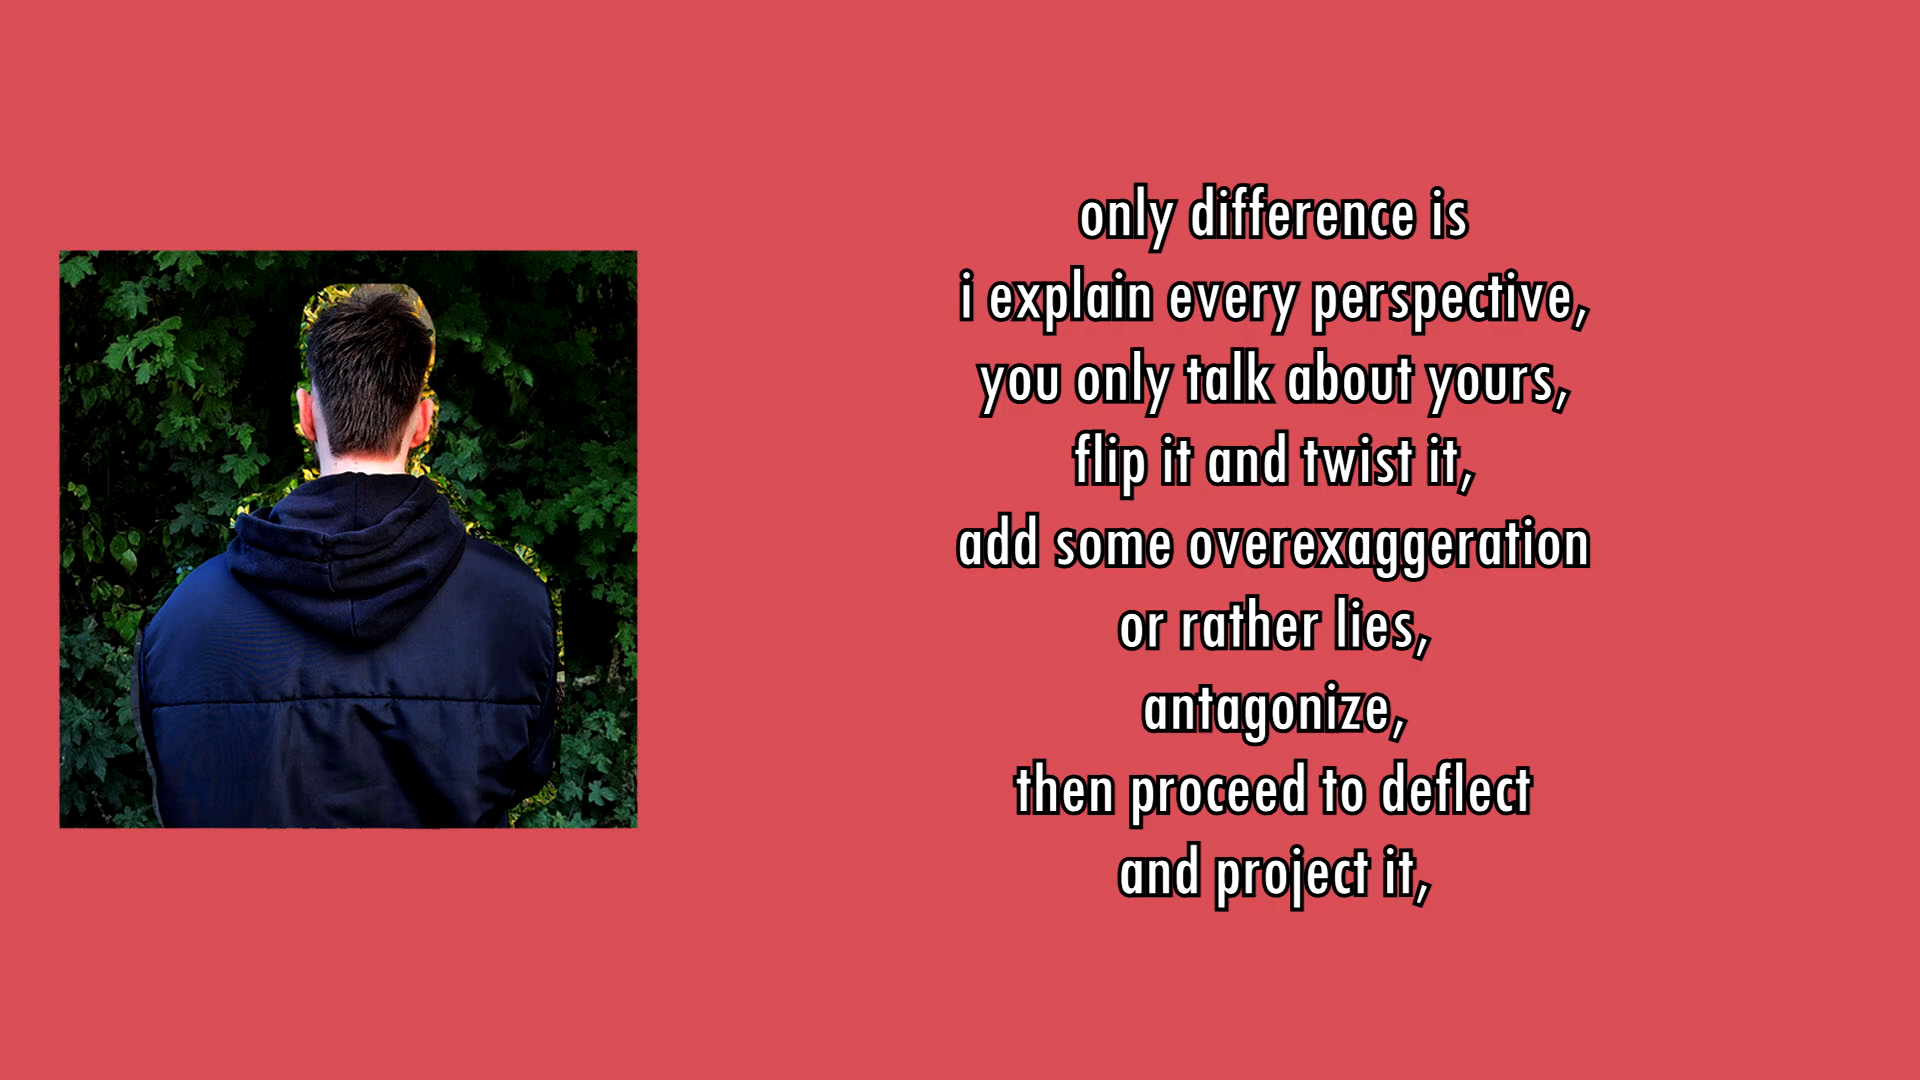 only difference is
i explain every perspective,
you only talk about yours,
flip it and twist it,
add some overexaggeration
or rather lies,
antagonize,
then proceed to deflect
and project it,